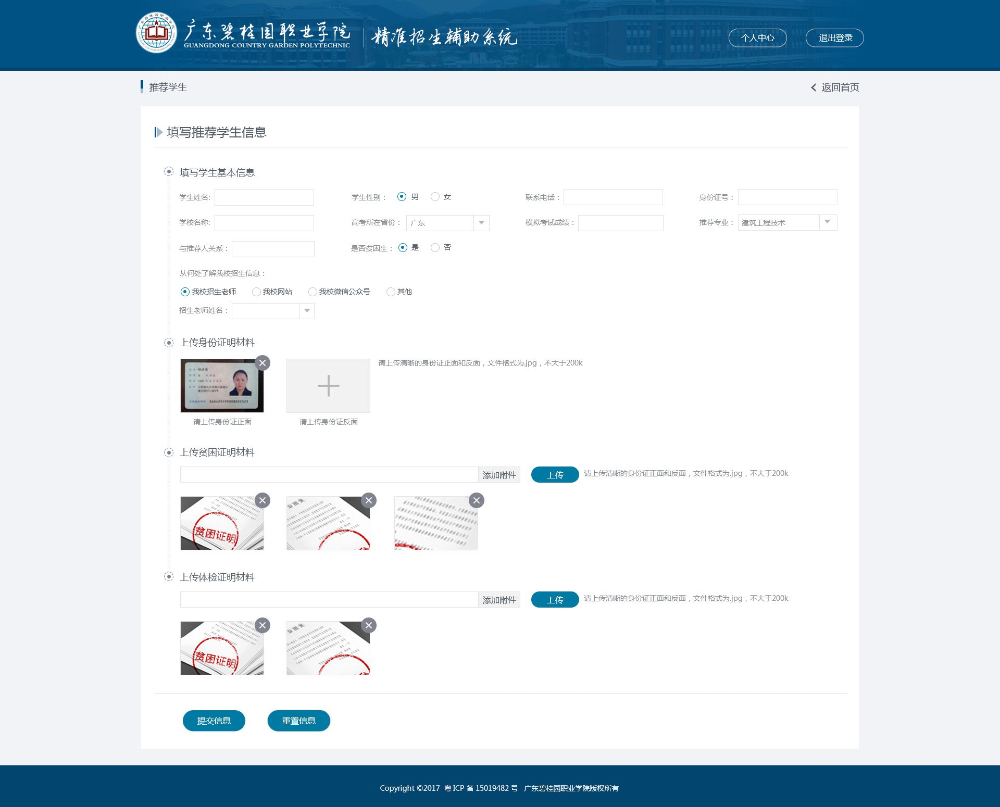 广东碧桂园职业学院
GUANGDONG COUNTRY GARDEN POLYTECHNIC
精准招生辅助系统
个人中心
退出登录
推荐学生
返回首页
填写推荐学生信息
填写学生基本信息
学生姓名:
学生性别： 男 女
联系电话：
身份证号：
学校名称:
高考所在省份： 广东
模拟考试成绩：
推荐专业： 建筑工程技术
与推荐人关系：
是否贫困生： 是 否
从何处了解我校招生信息：
我校招生老师 我校网站 我校微信公众号 其他
招生老师姓名：
上传身份证明材料
请上传清晰的身份证正面和反面，文件格式为.jpg，不大于200k
360429199008032523
请上传身份证正面
请上传身份证反面
上传贫困证明材料
添加附件
上传
请上传清晰的身份证正面和反面，文件格式为.jpg，不大于200k
贫困证明
上传体检证明材料
添加附件
上传
请上传清晰的身份证正面和反面，文件格式为.jpg，不大于200k
贫困证明
提交信息
重置信息
Copyright ©2017 粤 ICP 备 15019482 号 广东碧桂园职业学院版权所有